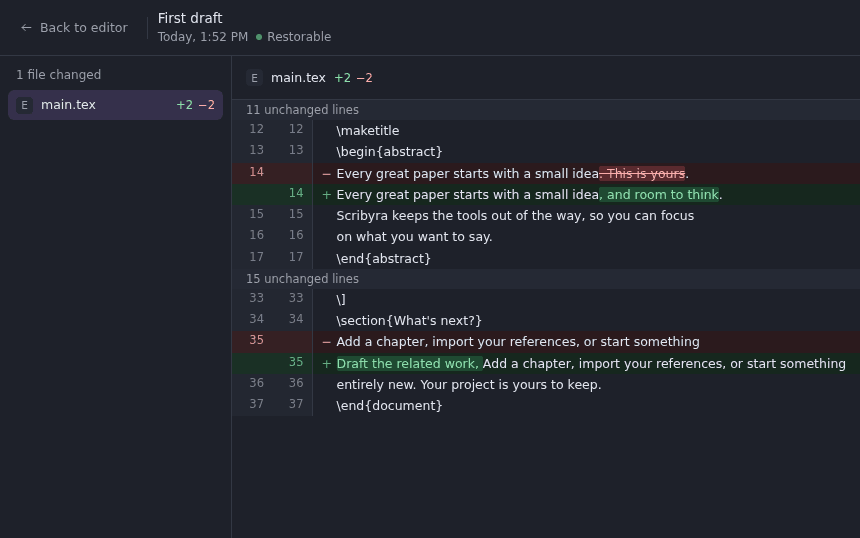 ← Back to editor
First draft
Today, 1:52 PM ● Restorable
1 file changed
E main.tex +2 −2
E main.tex +2 −2
11 unchanged lines
12 12 \maketitle
13 13 \begin{abstract}
14 − Every great paper starts with a small idea. This is yours.
14 + Every great paper starts with a small idea, and room to think.
15 15 Scribyra keeps the tools out of the way, so you can focus
16 16 on what you want to say.
17 17 \end{abstract}
15 unchanged lines
33 33 \]
34 34 \section{What's next?}
35 − Add a chapter, import your references, or start something
35 + Draft the related work, Add a chapter, import your references, or start something
36 36 entirely new. Your project is yours to keep.
37 37 \end{document}